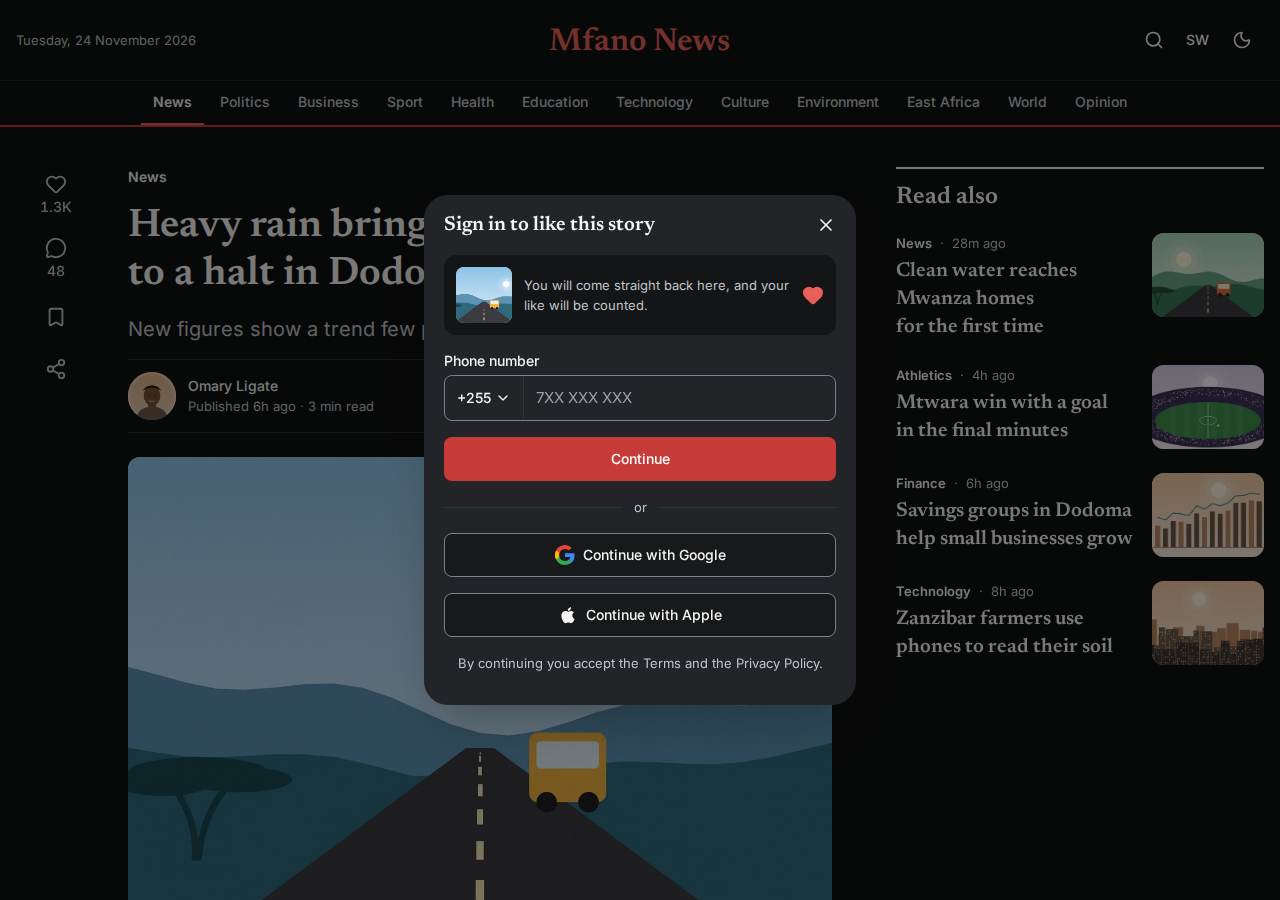 Tuesday, 24 November 2026
Mfano News
SW
News
Politics
Business
Sport
Health
Education
Technology
Culture
Environment
East Africa
World
Opinion
1.3K
48
News
Heavy rain bring
to a halt in Dodo
New figures show a trend few
Omary Ligate
Published 6h ago · 3 min read
Sign in to like this story
You will come straight back here, and your
like will be counted.
Phone number
+255
7XX XXX XXX
Continue
or
Continue with Google
Continue with Apple
By continuing you accept the Terms and the Privacy Policy.
Read also
News · 28m ago
Clean water reaches
Mwanza homes
for the first time
Athletics · 4h ago
Mtwara win with a goal
in the final minutes
Finance · 6h ago
Savings groups in Dodoma
help small businesses grow
Technology · 8h ago
Zanzibar farmers use
phones to read their soil